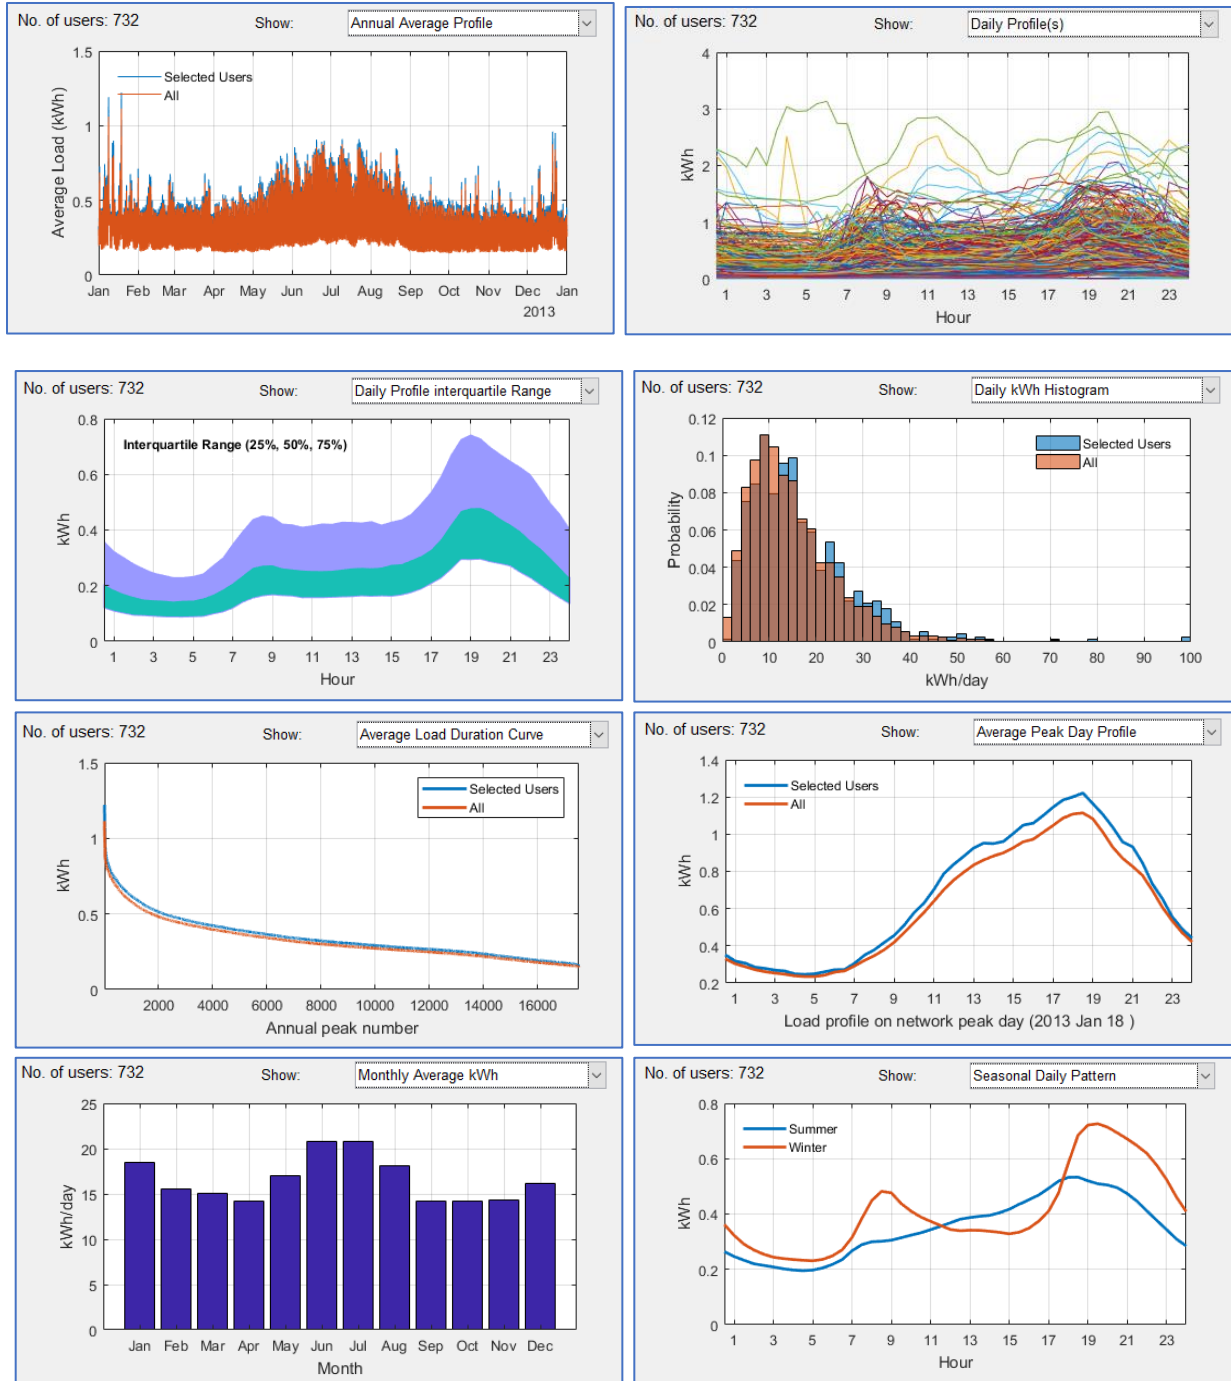 No. of users: 732 Show: Annual Average Profile
1.5
Selected Users
All
1
0.5
0
Average Load (kWh)
Jan Feb Mar Apr May Jun Jul Aug Sep Oct Nov Dec Jan
2013
No. of users: 732 Show: Daily Profile(s)
4
3
2
1
0
kWh
1 3 5 7 9 11 13 15 17 19 21 23
Hour
No. of users: 732 Show: Daily Profile interquartile Range
0.8
Interquartile Range (25%, 50%, 75%)
0.6
0.4
0.2
0
kWh
1 3 5 7 9 11 13 15 17 19 21 23
Hour
No. of users: 732 Show: Daily kWh Histogram
0.12
Selected Users
All
0.1
0.08
0.06
0.04
0.02
0
Probability
0 10 20 30 40 50 60 70 80 90 100
kWh/day
No. of users: 732 Show: Average Load Duration Curve
1.5
Selected Users
All
1
0.5
0
kWh
2000 4000 6000 8000 10000 12000 14000 16000
Annual peak number
No. of users: 732 Show: Average Peak Day Profile
1.4
Selected Users
All
1.2
1
0.8
0.6
0.4
0.2
kWh
1 3 5 7 9 11 13 15 17 19 21 23
Load profile on network peak day (2013 Jan 18 )
No. of users: 732 Show: Monthly Average kWh
25
20
15
10
5
0
kWh/day
Jan Feb Mar Apr May Jun Jul Aug Sep Oct Nov Dec
Month
No. of users: 732 Show: Seasonal Daily Pattern
0.8
Summer
Winter
0.6
0.4
0.2
0
kWh
1 3 5 7 9 11 13 15 17 19 21 23
Hour